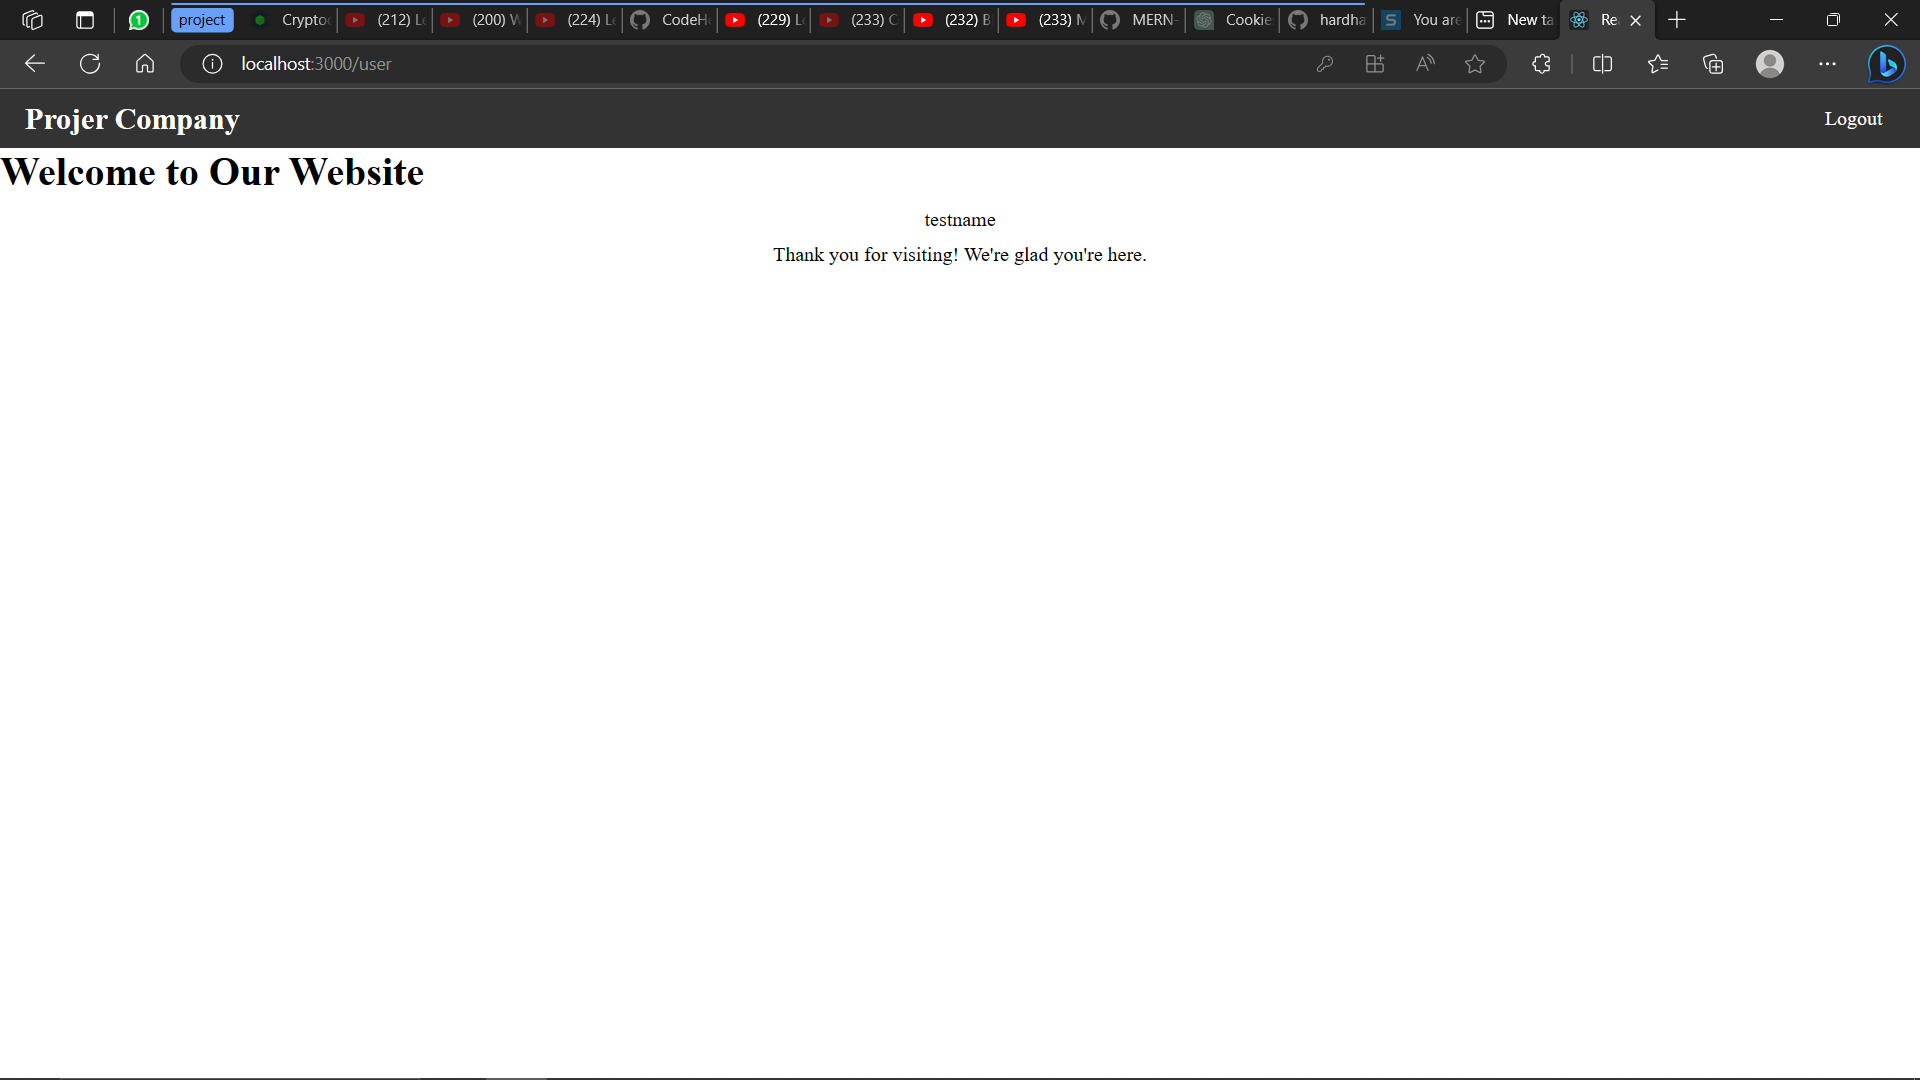 1 project Crypto (212) (200) (224) CodeH (229) (233) (232) (233) MERN- Cookie hardha You are New ta Re
localhost:3000/user
Projer Company Logout
Welcome to Our Website
testname
Thank you for visiting! We're glad you're here.